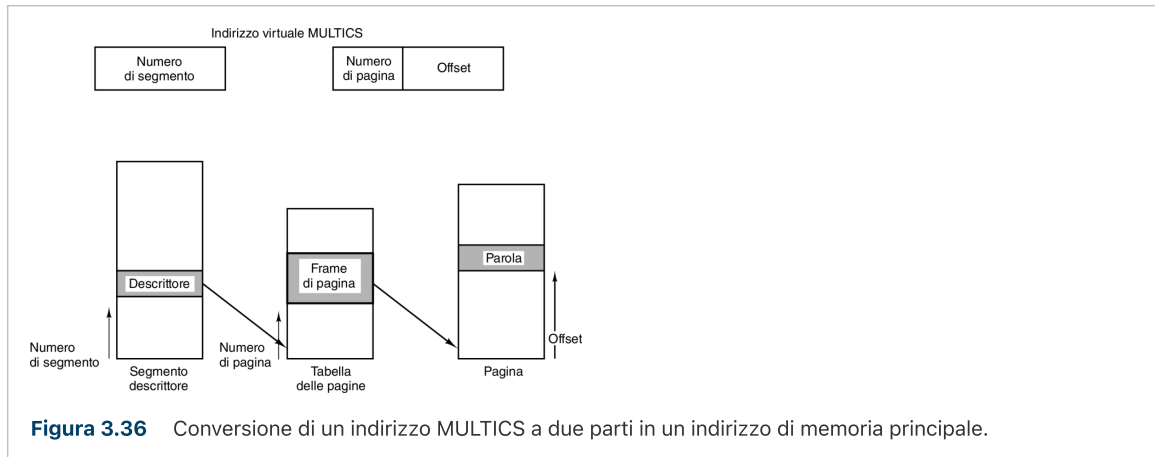 Indirizzo virtuale MULTICS
Numero
di segmento
Numero
di pagina
Offset
Descrittore
Frame
di pagina
Parola
Numero
di segmento
Numero
di pagina
Offset
Segmento
descrittore
Tabella
delle pagine
Pagina
Figura 3.36 Conversione di un indirizzo MULTICS a due parti in un indirizzo di memoria principale.